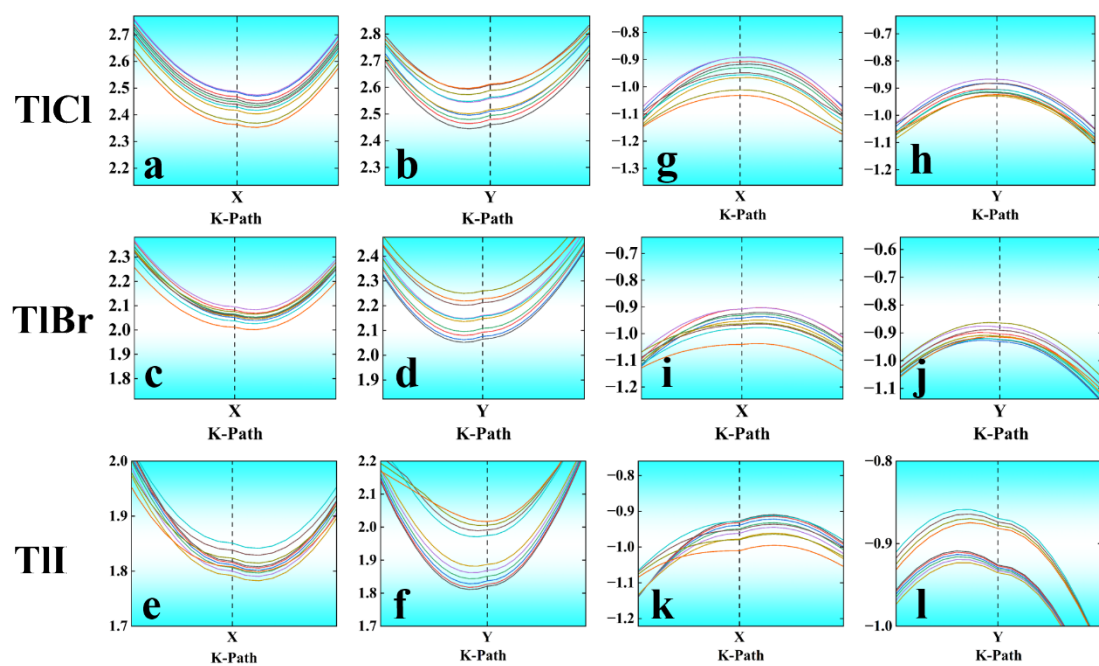 TlCl
2.7
2.6
2.5
2.4
2.3
2.2
a
X
K-Path
2.8
2.7
2.6
2.5
2.4
2.3
b
Y
K-Path
−0.8
−0.9
−1.0
−1.1
−1.2
−1.3
g
X
K-Path
−0.8
−0.9
−1.0
−1.1
−1.2
h
Y
K-Path
TlBr
2.3
2.2
2.1
2.0
1.9
1.8
c
X
K-Path
2.4
2.3
2.2
2.1
2.0
1.9
d
Y
K-Path
−0.7
−0.8
−0.9
−1.0
−1.1
−1.2
i
X
K-Path
−0.6
−0.7
−0.8
−0.9
−1.0
−1.1
j
Y
K-Path
TlI
2.0
1.9
1.8
1.7
e
X
K-Path
2.2
2.1
2.0
1.9
1.8
1.7
f
Y
K-Path
−0.8
−0.9
−1.0
−1.1
−1.2
k
X
K-Path
−0.8
−0.9
−1.0
l
Y
K-Path